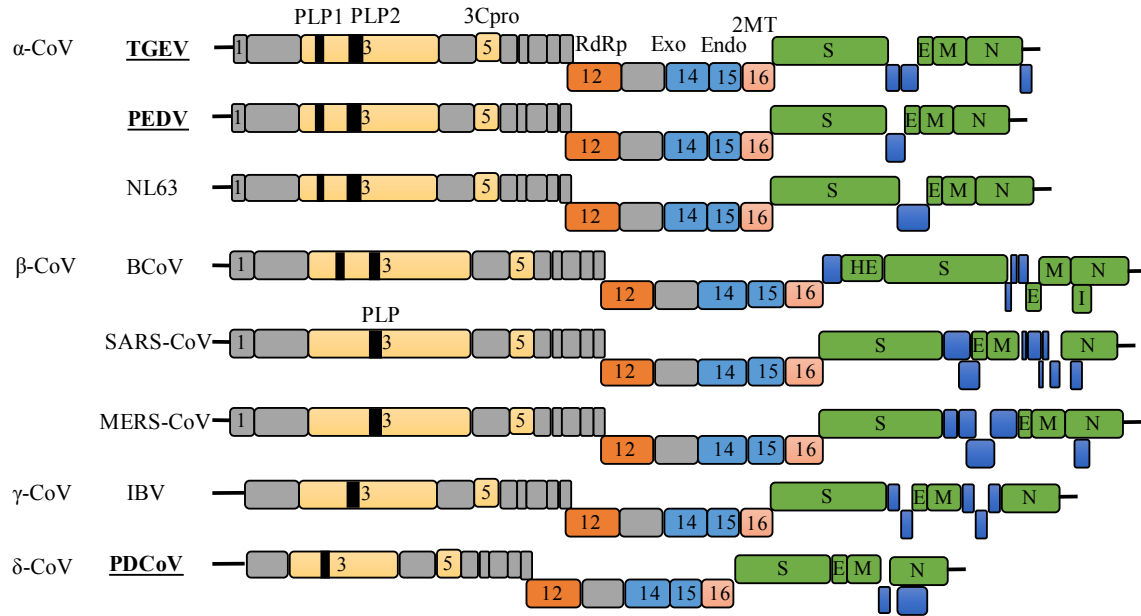 PLP1 PLP2 3Cpro 2MT
α-CoV TGEV 1 3 5 S E M N
RdRp Exo Endo
12 14 15 16
PEDV 1 3 5 S E M N
12 14 15 16
NL63 1 3 5 S E M N
12 14 15 16
β-CoV BCoV 1 3 5 HE S M N
12 14 15 16 E I
PLP
SARS-CoV 1 3 5 S E M N
12 14 15 16
MERS-CoV 1 3 5 S E M N
12 14 15 16
γ-CoV IBV 3 5 S E M N
12 14 15 16
δ-CoV PDCoV 3 5 S E M N
12 14 15 16